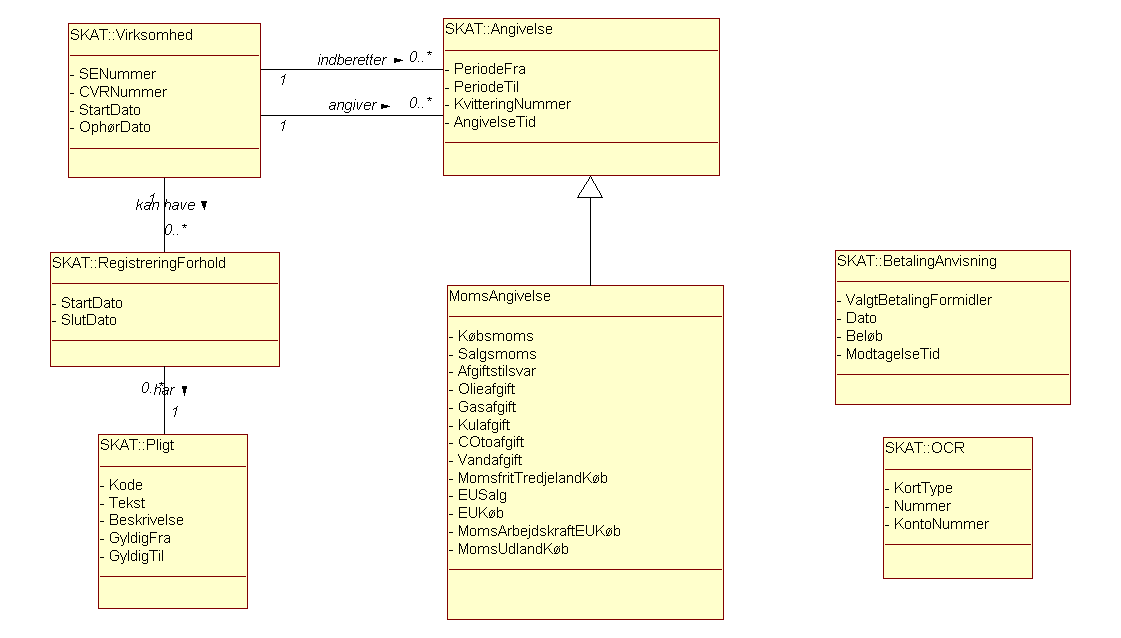 SKAT::Virksomhed
- SENummer
- CVRNummer
- StartDato
- OphørDato
indberetter
0..*
1
angiver
0..*
1
SKAT::Angivelse
- PeriodeFra
- PeriodeTil
- KvitteringNummer
- AngivelseTid
1
kan have
0..*
SKAT::RegistreringForhold
- StartDato
- SlutDato
0..*
har
1
SKAT::Pligt
- Kode
- Tekst
- Beskrivelse
- GyldigFra
- GyldigTil
MomsAngivelse
- Købsmoms
- Salgsmoms
- Afgiftstilsvar
- Olieafgift
- Gasafgift
- Kulafgift
- COtoafgift
- Vandafgift
- MomsfritTredjelandKøb
- EUSalg
- EUKøb
- MomsArbejdskraftEUKøb
- MomsUdlandKøb
SKAT::BetalingAnvisning
- ValgtBetalingFormidler
- Dato
- Beløb
- ModtagelseTid
SKAT::OCR
- KortType
- Nummer
- KontoNummer